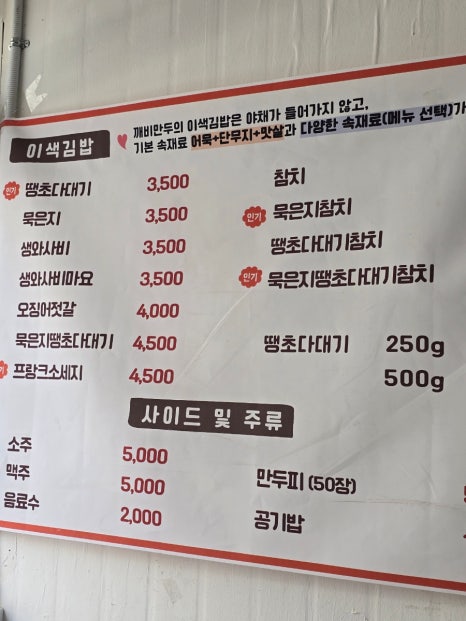 이색김밥
깨비만두의 이색김밥은 야채가 들어가지 않고,
기본 속재료 어묵+단무지+맛살과 다양한 속재료(메뉴 선택)가
인기 땡초다대기 3,500
묵은지 3,500
생와사비 3,500
생와사비마요 3,500
오징어젓갈 4,000
묵은지땡초다대기 4,500
프랑크소세지 4,500
참치
인기 묵은지참치
땡초다대기참치
인기 묵은지땡초다대기참치
땡초다대기 250g
500g
사이드 및 주류
소주 5,000
맥주 5,000
음료수 2,000
만두피 (50장)
공기밥